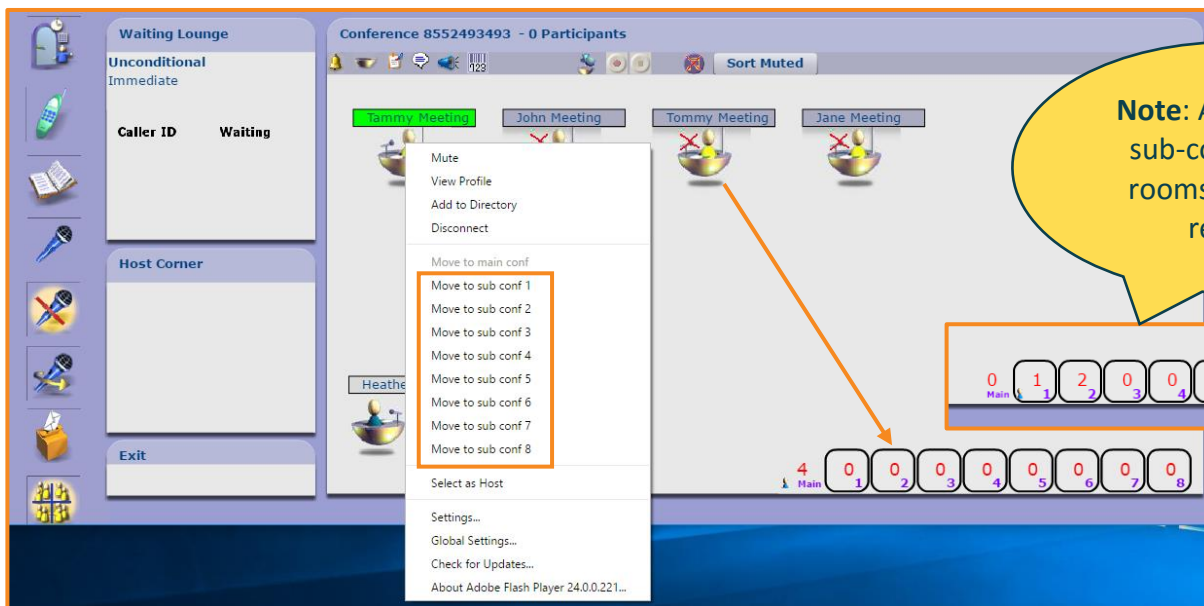 Waiting Lounge
Unconditional
Immediate
Caller ID Waiting
Host Corner
Exit
Conference 8552493493 - 0 Participants
123
Sort Muted
Tammy Meeting
John Meeting
Tommy Meeting
Jane Meeting
Heathe
Mute
View Profile
Add to Directory
Disconnect
Move to main conf
Move to sub conf 1
Move to sub conf 2
Move to sub conf 3
Move to sub conf 4
Move to sub conf 5
Move to sub conf 6
Move to sub conf 7
Move to sub conf 8
Select as Host
Settings...
Global Settings...
Check for Updates...
About Adobe Flash Player 24.0.0.221...
Note: A
sub-co
rooms
re
0 1 2 0 0
Main 1 2 3 4
4 0 0 0 0 0 0 0 0
Main 1 2 3 4 5 6 7 8